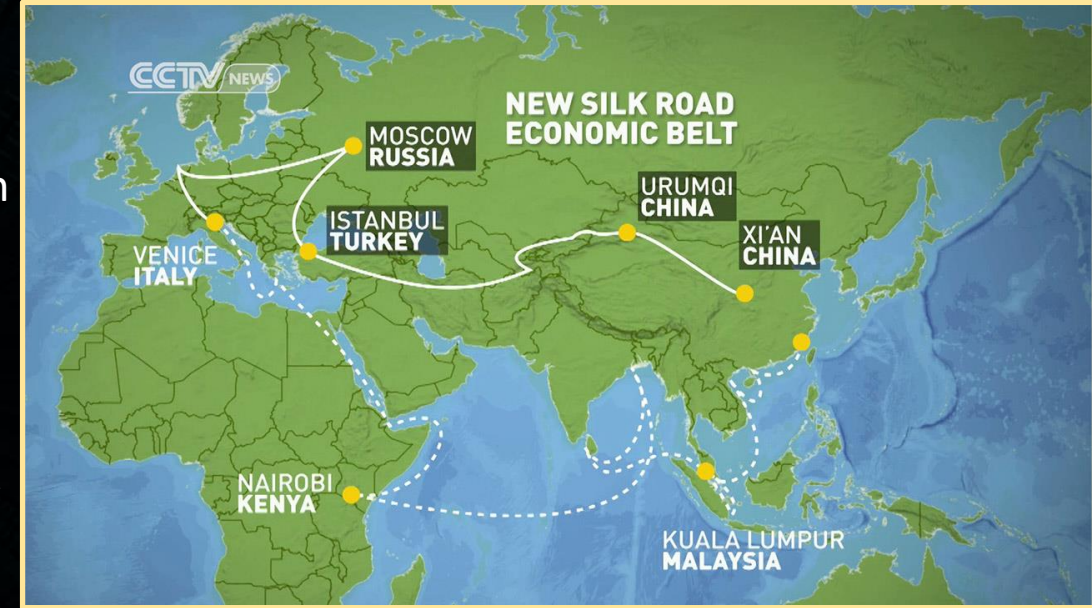 n
CCTV NEWS
NEW SILK ROAD
ECONOMIC BELT
MOSCOW
RUSSIA
URUMQI
CHINA
ISTANBUL
TURKEY
XI'AN
CHINA
VENICE
ITALY
NAIROBI
KENYA
KUALA LUMPUR
MALAYSIA